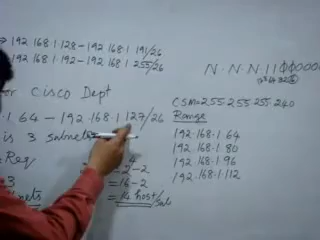 192.168.1.128-192.168.1.191/26
192.168.1.192-192.168.1.255/26
For Cisco Dept
.1.64 - 192.168.1.127/26
is 3 subnets
Req
3
-2-2
=16-2
=14 host/sub
N.N.N.11000000
CSM=255.255.255.240
Range
192.168.1.64
192.168.1.80
192.168.1.96
192.168.1.112